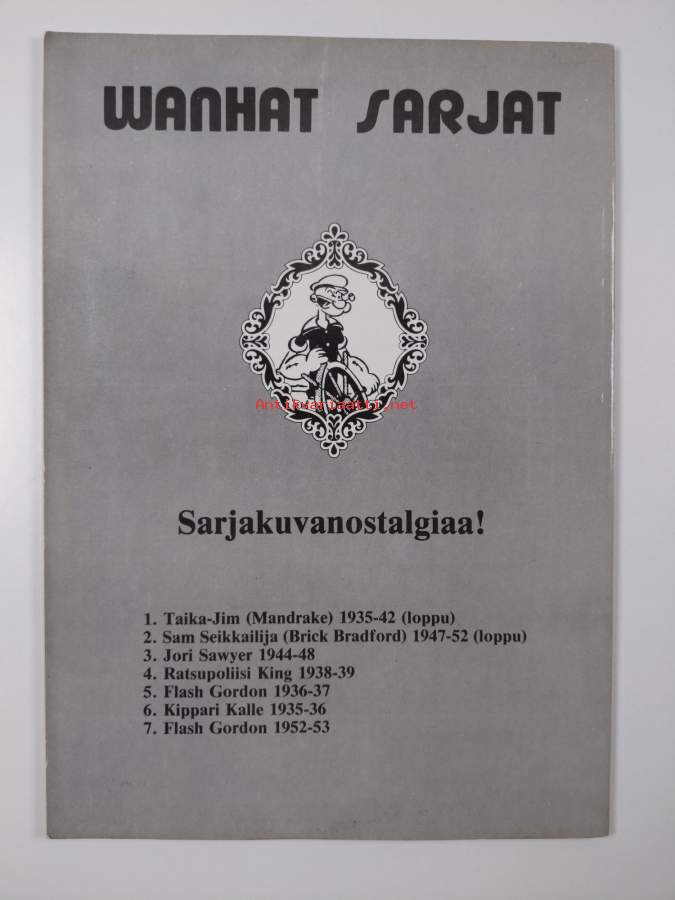 WANHAT SARJAT
Antikvariaatti.net
Sarjakuvanostalgiaa!
1. Taika-Jim (Mandrake) 1935-42 (loppu)
2. Sam Seikkailija (Brick Bradford) 1947-52 (loppu)
3. Jori Sawyer 1944-48
4. Ratsupoliisi King 1938-39
5. Flash Gordon 1936-37
6. Kippari Kalle 1935-36
7. Flash Gordon 1952-53